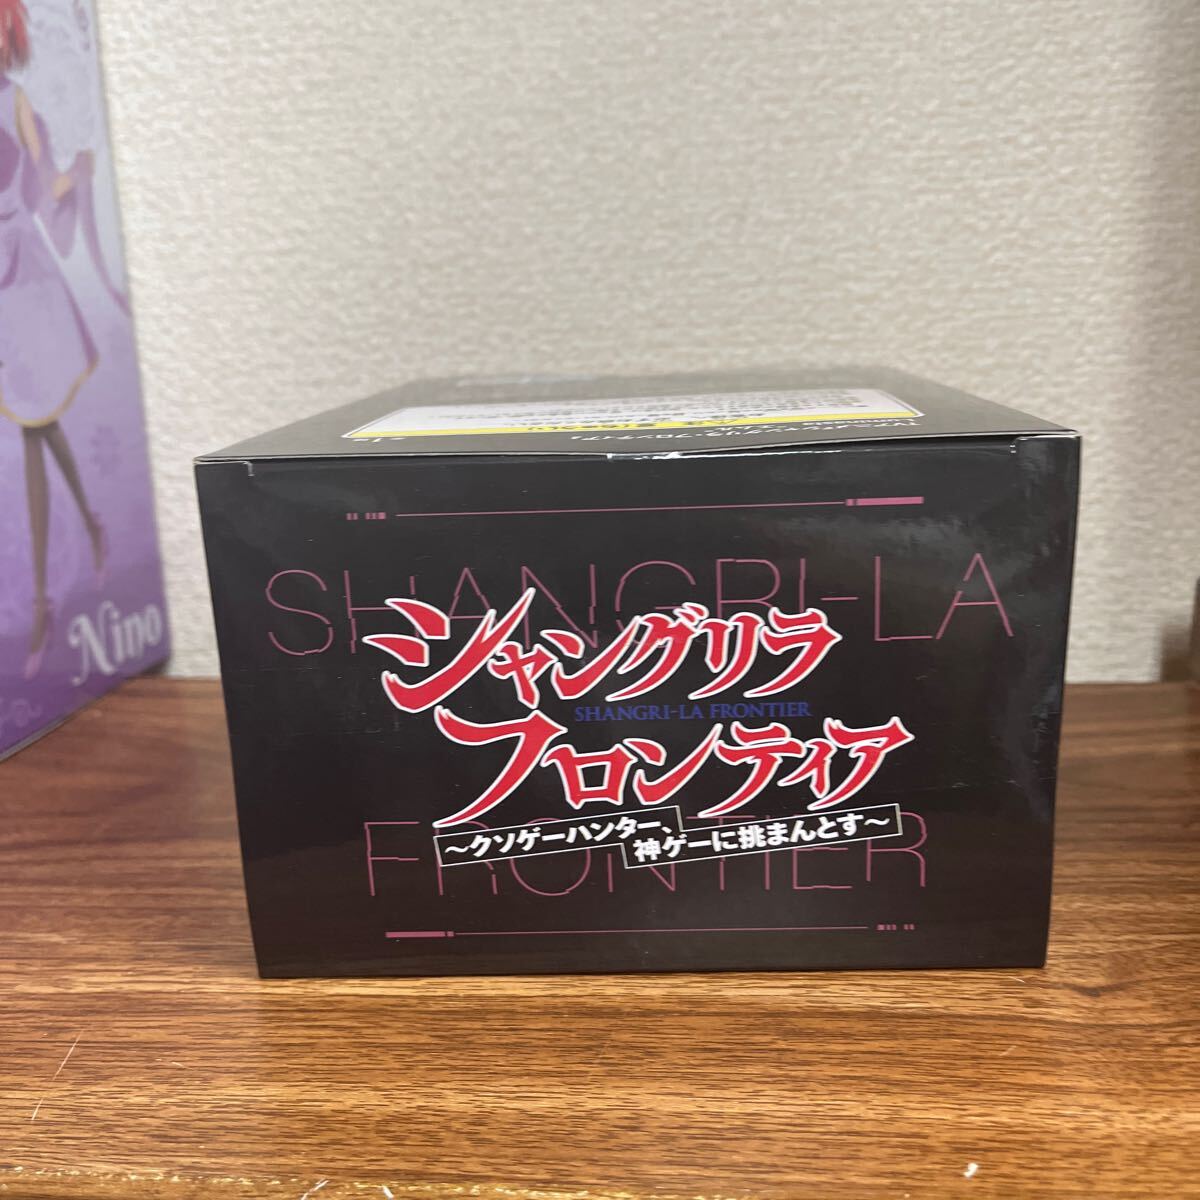 SHANGRI-LA
シャングリラ
SHANGRI-LA FRONTIER
フロンティア
～クソゲーハンター、
神ゲーに挑まんとす～
FRONTIER
Nino